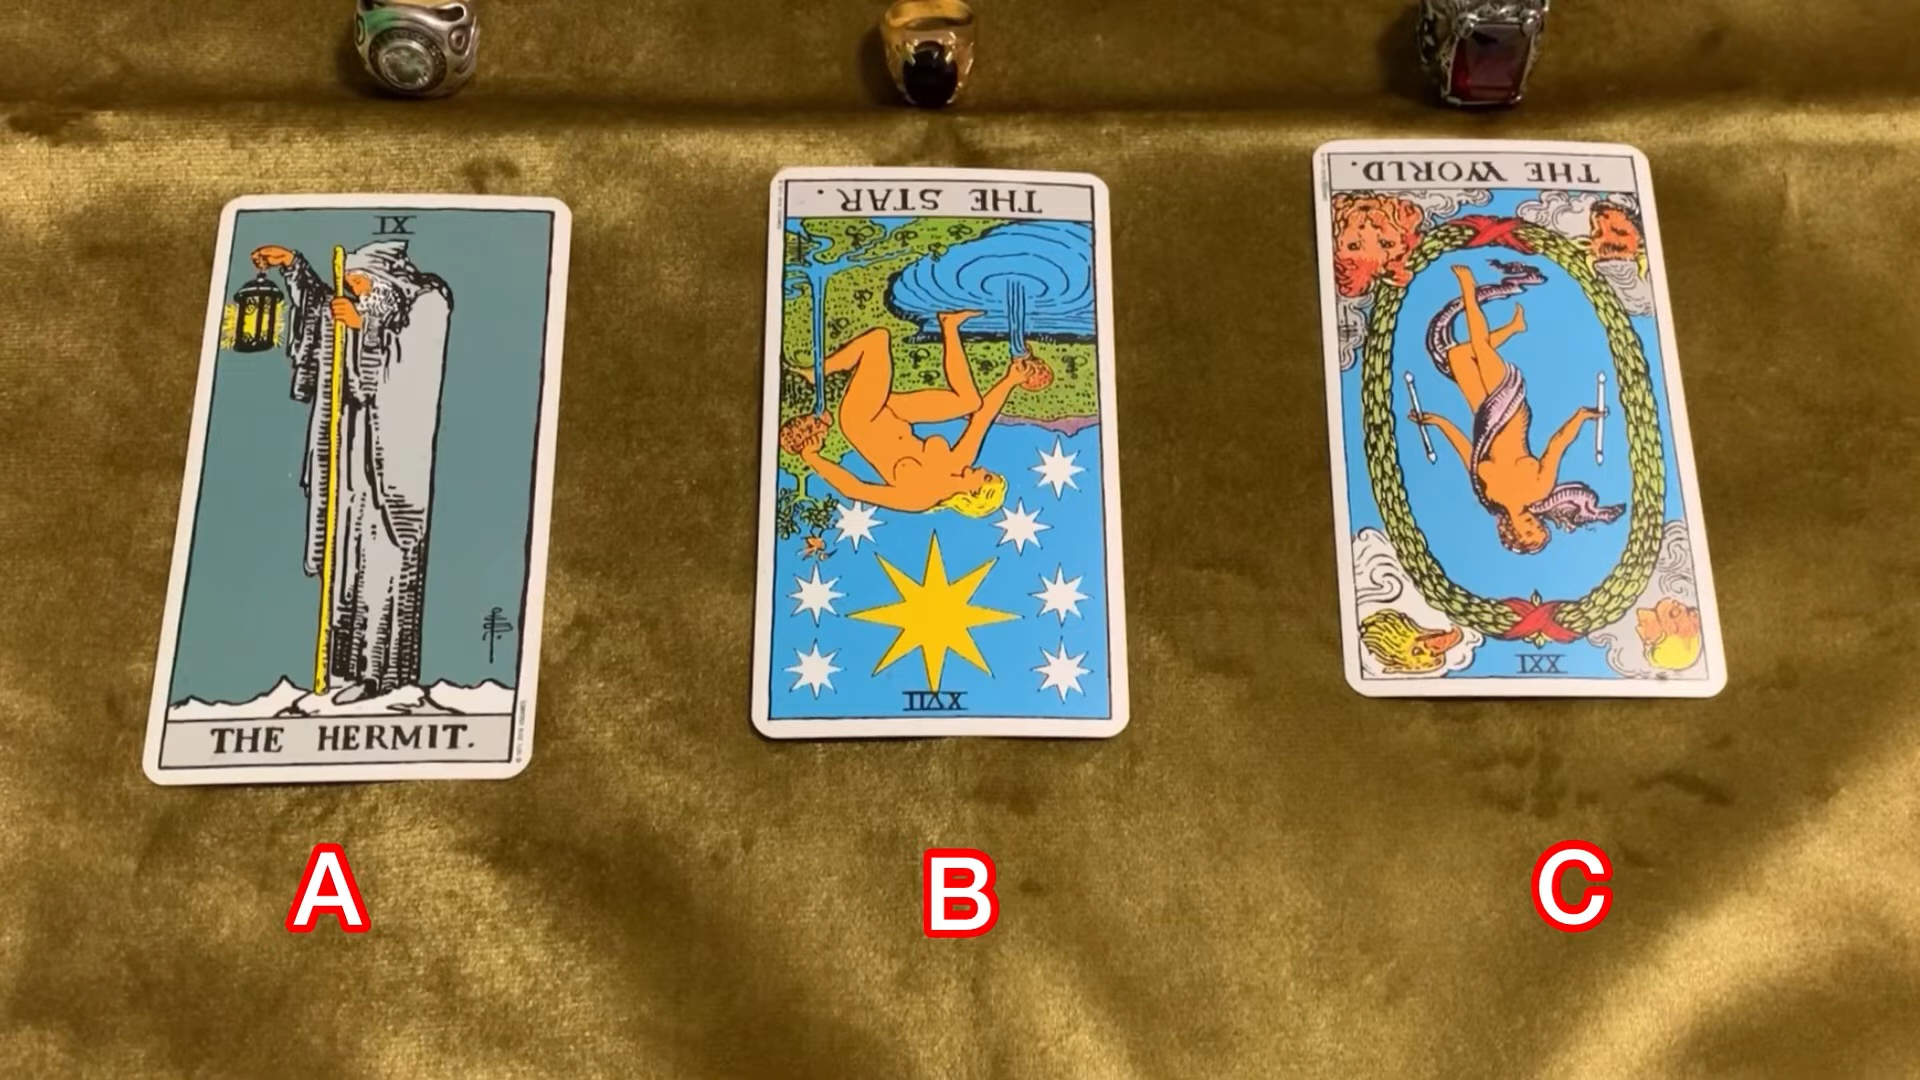 IX
THE HERMIT.
THE STAR.
XVII
THE WORLD.
XXI
A
B
C